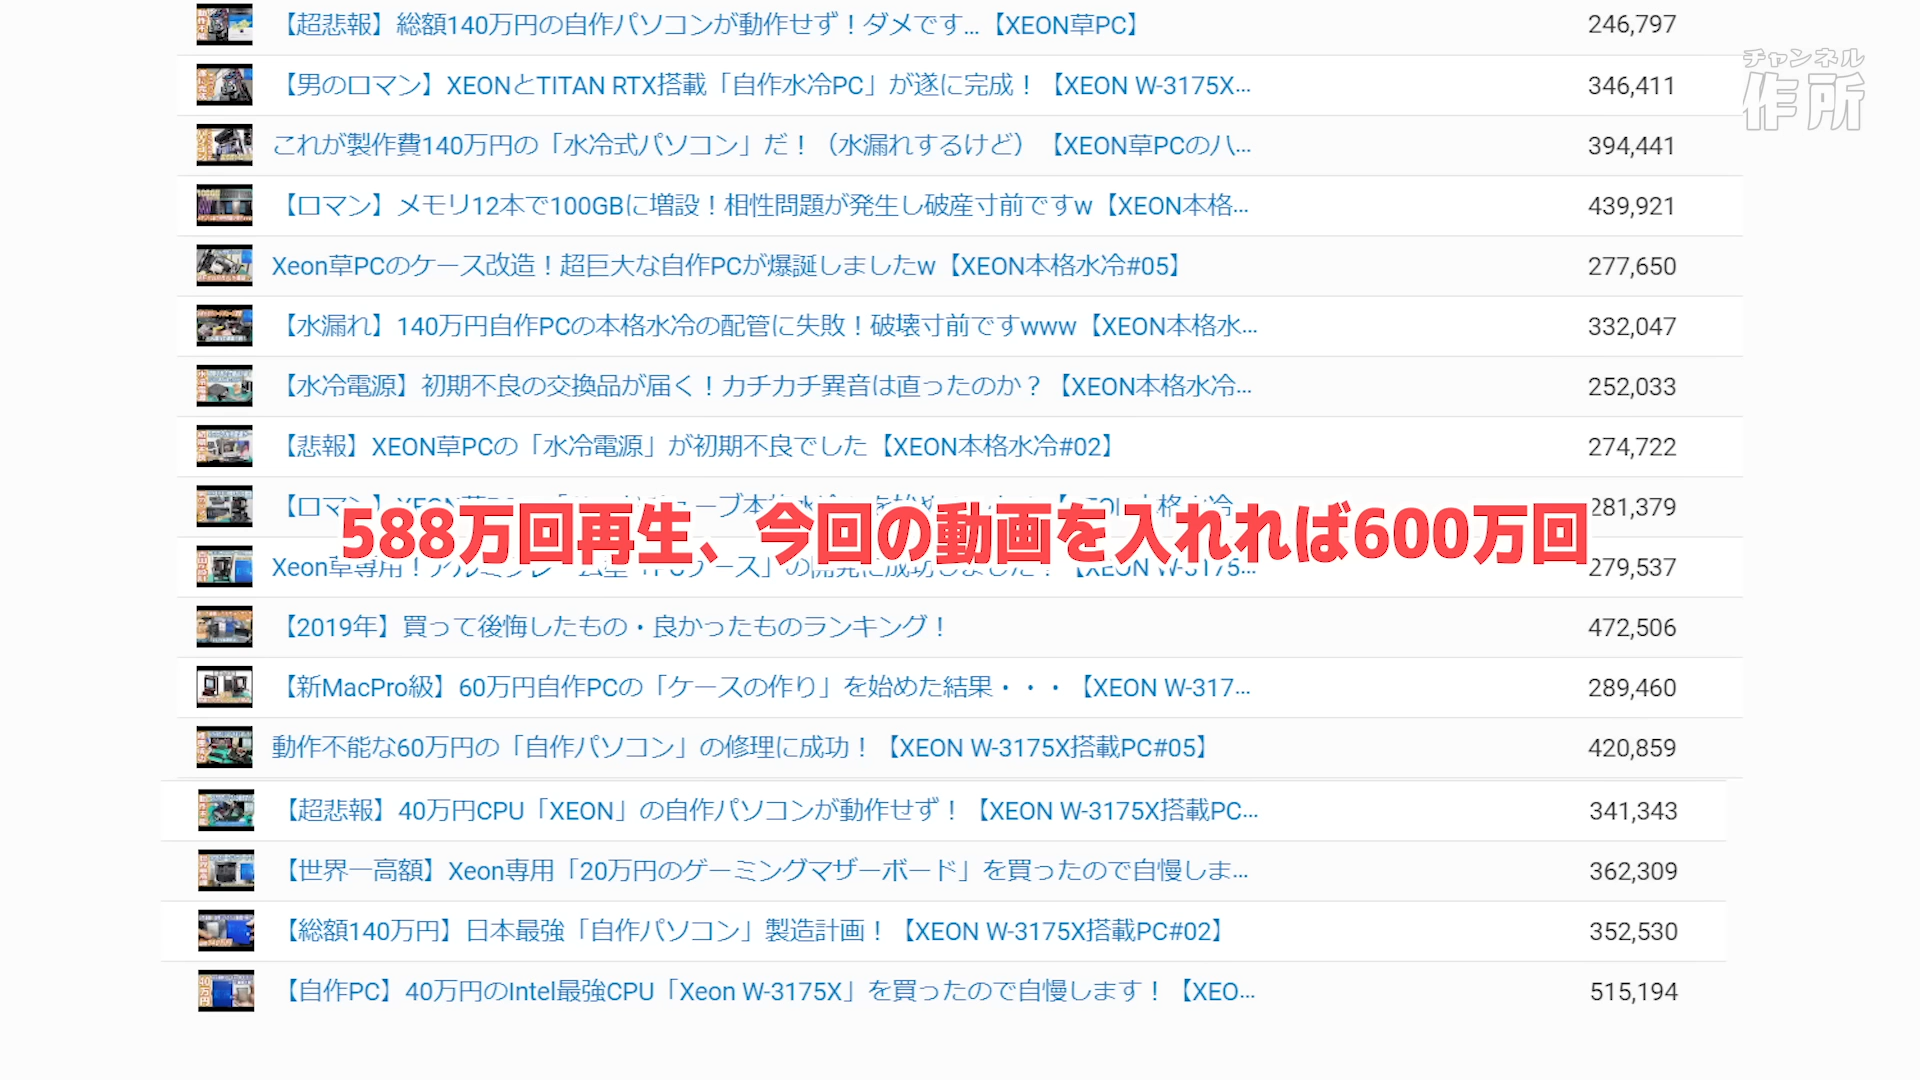 【超悲報】総額140万円の自作パソコンが動作せず！ダメです…【XEON草PC】 246,797
チャンネル
作所
【男のロマン】XEONとTITAN RTX搭載「自作水冷PC」が遂に完成！【XEON W-3175X... 346,411
これが製作費140万円の「水冷式パソコン」だ！（水漏れするけど）【XEON草PCのハ... 394,441
【ロマン】メモリ12本で100GBに増設！相性問題が発生し破産寸前ですw【XEON本格... 439,921
Xeon草PCのケース改造！超巨大な自作PCが爆誕しましたw【XEON本格水冷#05】 277,650
【水漏れ】140万円自作PCの本格水冷の配管に失敗！破壊寸前ですwww【XEON本格水... 332,047
【水冷電源】初期不良の交換品が届く！カチカチ異音は直ったのか？【XEON本格水冷... 252,033
【悲報】XEON草PCの「水冷電源」が初期不良でした【XEON本格水冷#02】 274,722
【ロマン】 281,379
588万回再生、今回の動画を入れれば600万回
Xeon草専用！ 279,537
【2019年】買って後悔したもの・良かったものランキング！ 472,506
【新MacPro級】60万円自作PCの「ケースの作り」を始めた結果・・・【XEON W-317... 289,460
動作不能な60万円の「自作パソコン」の修理に成功！【XEON W-3175X搭載PC#05】 420,859
【超悲報】40万円CPU「XEON」の自作パソコンが動作せず！【XEON W-3175X搭載PC... 341,343
【世界一高額】Xeon専用「20万円のゲーミングマザーボード」を買ったので自慢しま... 362,309
【総額140万円】日本最強「自作パソコン」製造計画！【XEON W-3175X搭載PC#02】 352,530
【自作PC】40万円のIntel最強CPU「Xeon W-3175X」を買ったので自慢します！【XEO... 515,194